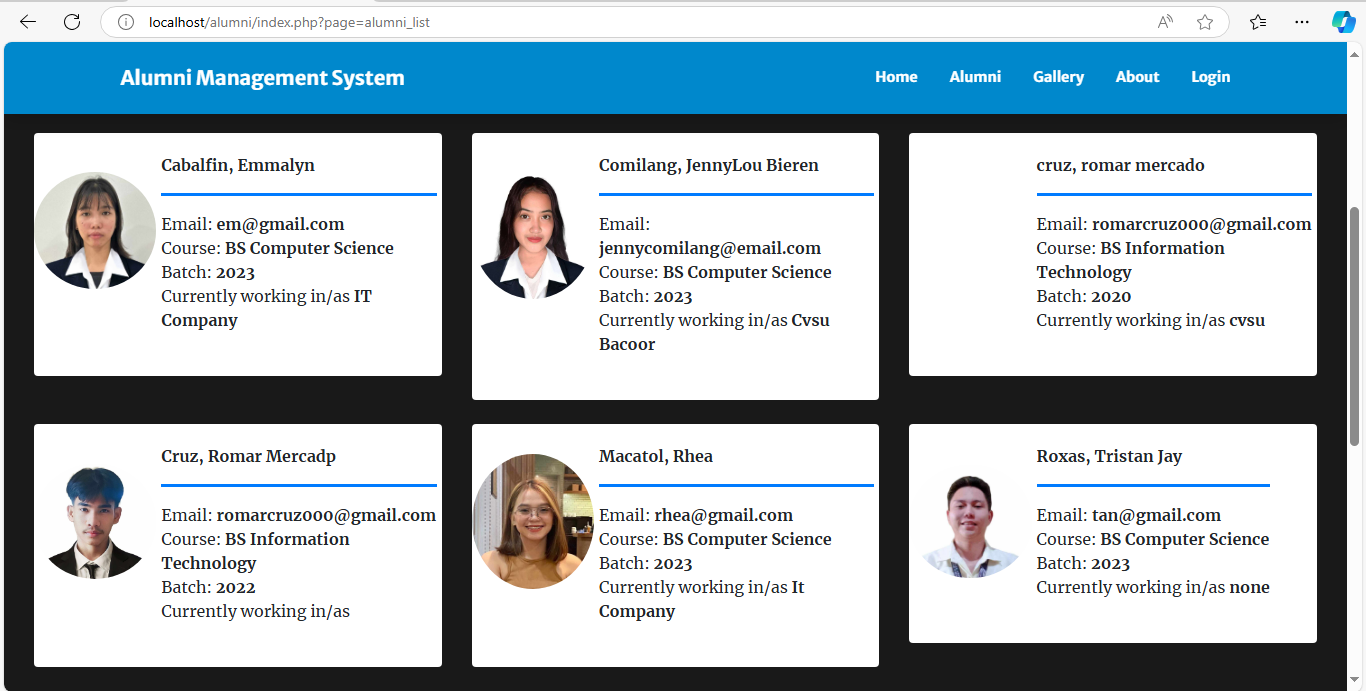 localhost/alumni/index.php?page=alumni_list
Alumni Management System
Home Alumni Gallery About Login
Cabalfin, Emmalyn
Email: em@gmail.com
Course: BS Computer Science
Batch: 2023
Currently working in/as IT
Company
Comilang, JennyLou Bieren
Email:
jennycomilang@email.com
Course: BS Computer Science
Batch: 2023
Currently working in/as Cvsu
Bacoor
cruz, romar mercado
Email: romarcruz000@gmail.com
Course: BS Information
Technology
Batch: 2020
Currently working in/as cvsu
Cruz, Romar Mercadp
Email: romarcruz000@gmail.com
Course: BS Information
Technology
Batch: 2022
Currently working in/as
Macatol, Rhea
Email: rhea@gmail.com
Course: BS Computer Science
Batch: 2023
Currently working in/as It
Company
Roxas, Tristan Jay
Email: tan@gmail.com
Course: BS Computer Science
Batch: 2023
Currently working in/as none